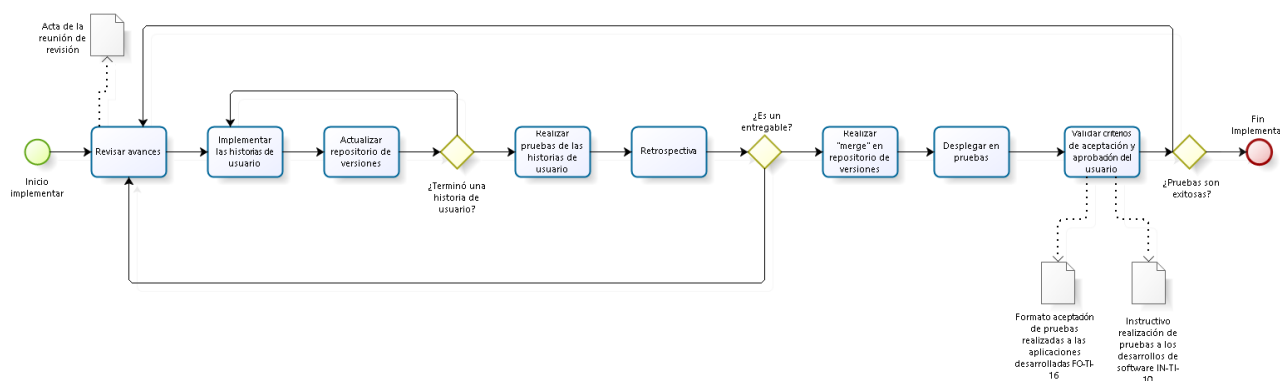 Acta de la
reunión de
revisión
Inicio
implementar
Revisar avances
Implementar
las historias de
usuario
Actualizar
repositorio de
versiones
¿Terminó una
historia de
usuario?
Realizar
pruebas de las
historias de
usuario
Retrospectiva
¿Es un
entregable?
Realizar
"merge" en
repositorio de
versiones
Desplegar en
pruebas
Validar criterios
de aceptación y
aprobación del
usuario
¿Pruebas son
exitosas?
Fin
Implementa
Formato aceptación
de pruebas
realizadas a las
aplicaciones
desarrolladas FO-TI-
16
Instructivo
realización de
pruebas a los
desarrollos de
software IN-TI-
10